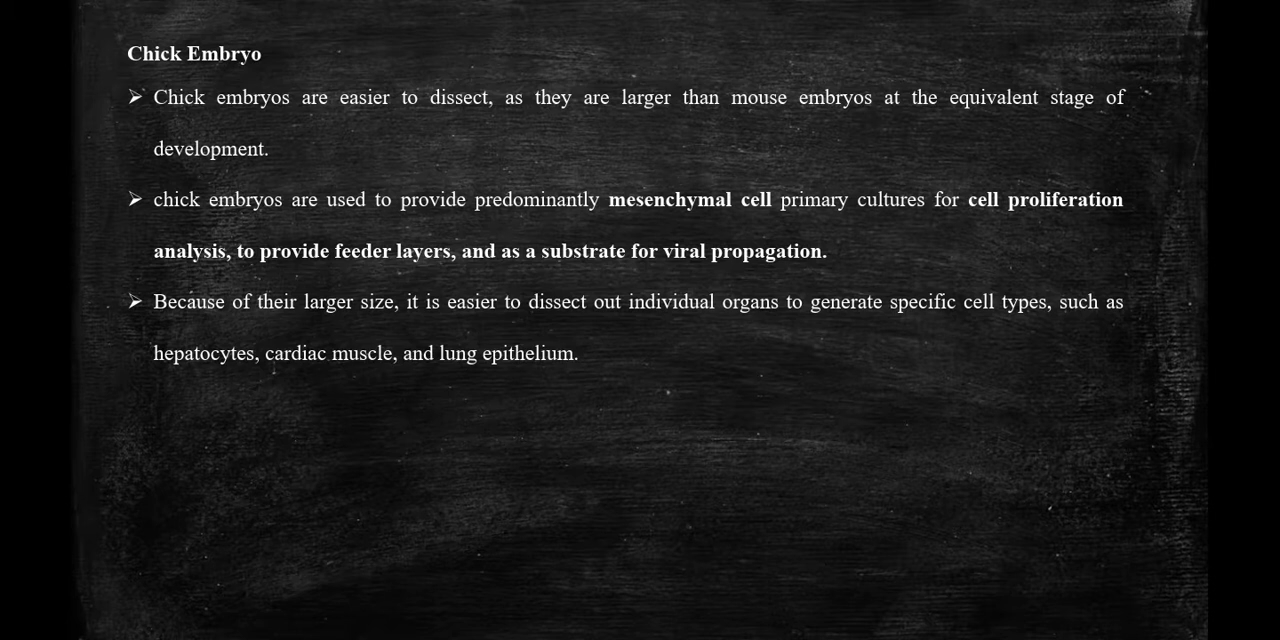 Chick Embryo
➢ Chick embryos are easier to dissect, as they are larger than mouse embryos at the equivalent stage of
development.
➢ chick embryos are used to provide predominantly mesenchymal cell primary cultures for cell proliferation
analysis, to provide feeder layers, and as a substrate for viral propagation.
➢ Because of their larger size, it is easier to dissect out individual organs to generate specific cell types, such as
hepatocytes, cardiac muscle, and lung epithelium.